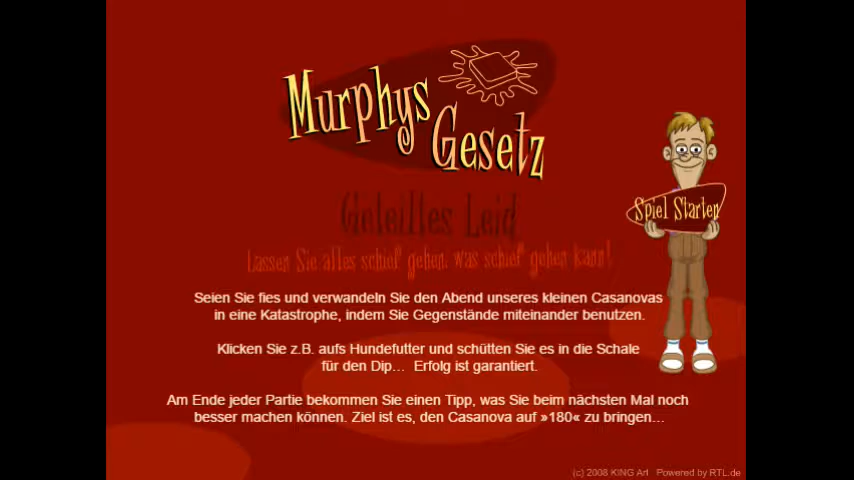 Murphys
Gesetz
Geteiltes Leid
Spiel Starten
Lassen Sie alles schief gehen, was schief gehen kann!
Seien Sie fies und verwandeln Sie den Abend unseres kleinen Casanovas
in eine Katastrophe, indem Sie Gegenstände miteinander benutzen.
Klicken Sie z.B. aufs Hundefutter und schütten Sie es in die Schale
für den Dip... Erfolg ist garantiert.
Am Ende jeder Partie bekommen Sie einen Tipp, was Sie beim nächsten Mal noch
besser machen können. Ziel ist es, den Casanova auf »180« zu bringen...
(c) 2008 KING Art Powered by RTL.de